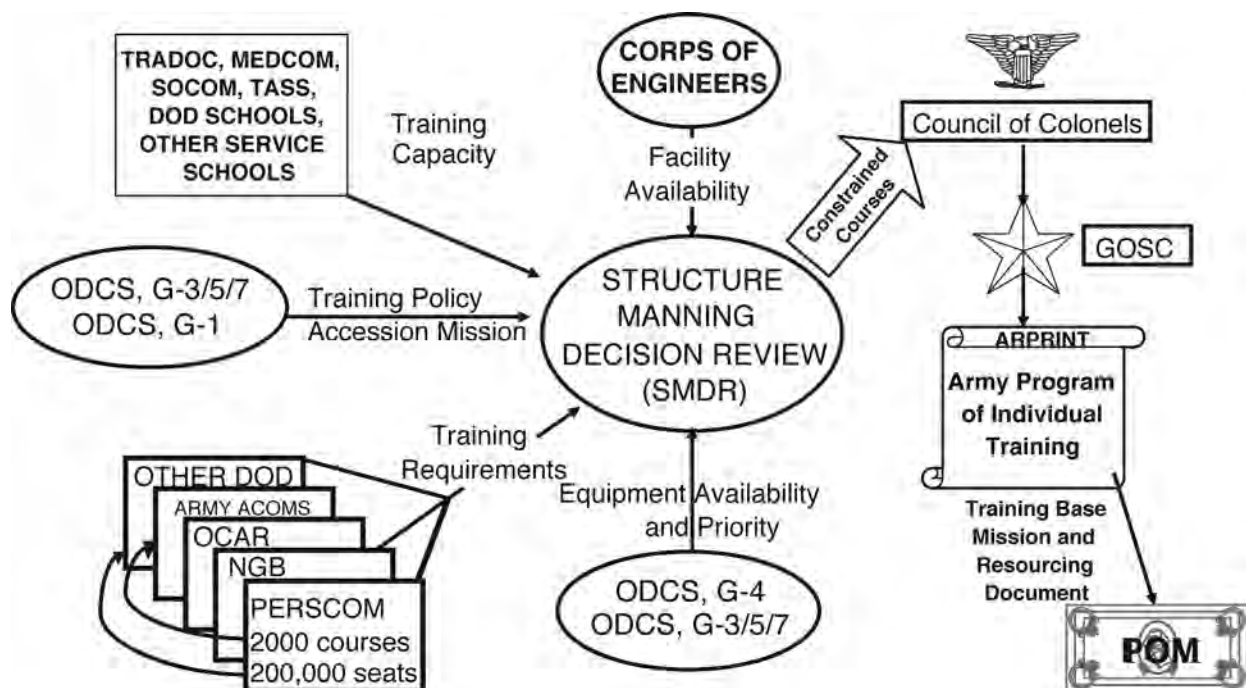 TRADOC, MEDCOM,
SOCOM, TASS,
DOD SCHOOLS,
OTHER SERVICE
SCHOOLS
Training
Capacity
CORPS OF
ENGINEERS
Facility
Availability
Constrained
Courses
Council of Colonels
GOSC
ODCS, G-3/5/7
ODCS, G-1
Training Policy
Accession Mission
STRUCTURE
MANNING
DECISION REVIEW
(SMDR)
ARPRINT
Army Program
of Individual
Training
Training
Requirements
OTHER DOD
ARMY ACOMS
OCAR
NGB
PERSCOM
2000 courses
200,000 seats
Equipment Availability
and Priority
ODCS, G-4
ODCS, G-3/5/7
Training Base
Mission and
Resourcing
Document
POM